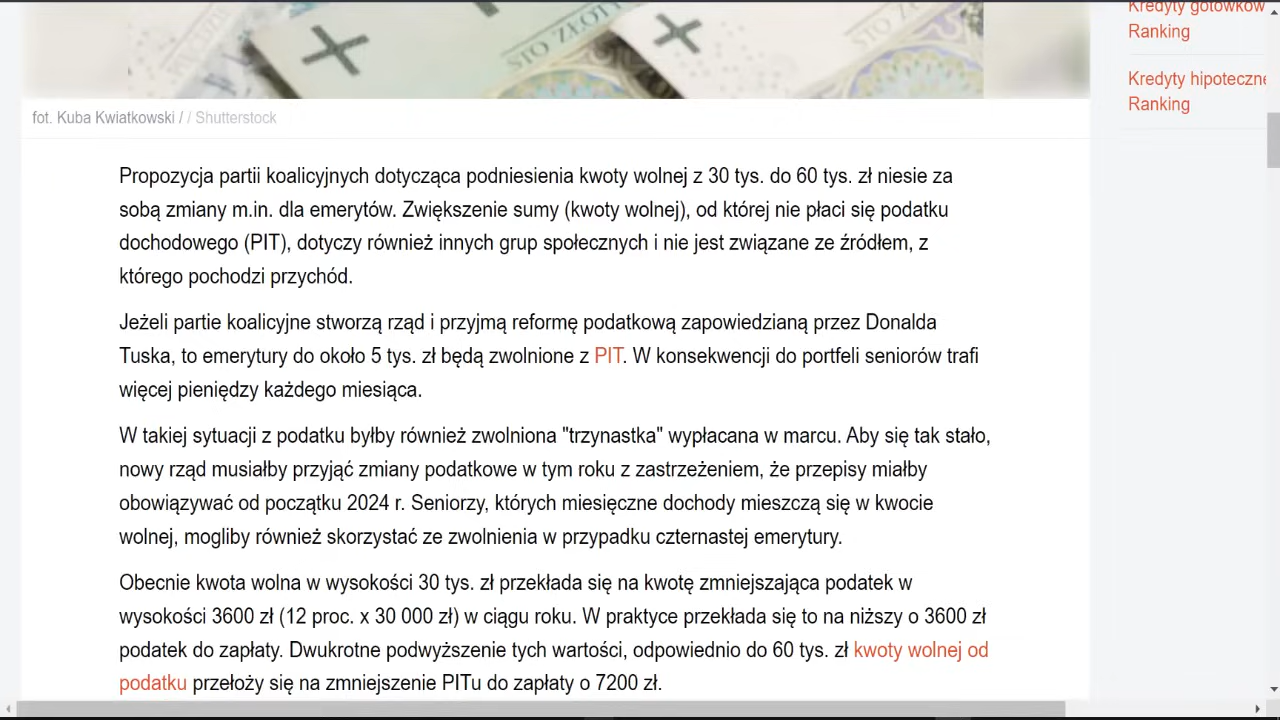 STO ZŁOTY
STO ZŁ
Kredyty gotówkow
Ranking
Kredyty hipoteczne
Ranking
fot. Kuba Kwiatkowski / / Shutterstock
Propozycja partii koalicyjnych dotycząca podniesienia kwoty wolnej z 30 tys. do 60 tys. zł niesie za
sobą zmiany m.in. dla emerytów. Zwiększenie sumy (kwoty wolnej), od której nie płaci się podatku
dochodowego (PIT), dotyczy również innych grup społecznych i nie jest związane ze źródłem, z
którego pochodzi przychód.
Jeżeli partie koalicyjne stworzą rząd i przyjmą reformę podatkową zapowiedzianą przez Donalda
Tuska, to emerytury do około 5 tys. zł będą zwolnione z PIT. W konsekwencji do portfeli seniorów trafi
więcej pieniędzy każdego miesiąca.
W takiej sytuacji z podatku byłby również zwolniona "trzynastka" wypłacana w marcu. Aby się tak stało,
nowy rząd musiałby przyjąć zmiany podatkowe w tym roku z zastrzeżeniem, że przepisy miałby
obowiązywać od początku 2024 r. Seniorzy, których miesięczne dochody mieszczą się w kwocie
wolnej, mogliby również skorzystać ze zwolnienia w przypadku czternastej emerytury.
Obecnie kwota wolna w wysokości 30 tys. zł przekłada się na kwotę zmniejszająca podatek w
wysokości 3600 zł (12 proc. x 30 000 zł) w ciągu roku. W praktyce przekłada się to na niższy o 3600 zł
podatek do zapłaty. Dwukrotne podwyższenie tych wartości, odpowiednio do 60 tys. zł kwoty wolnej od
podatku przełoży się na zmniejszenie PITu do zapłaty o 7200 zł.